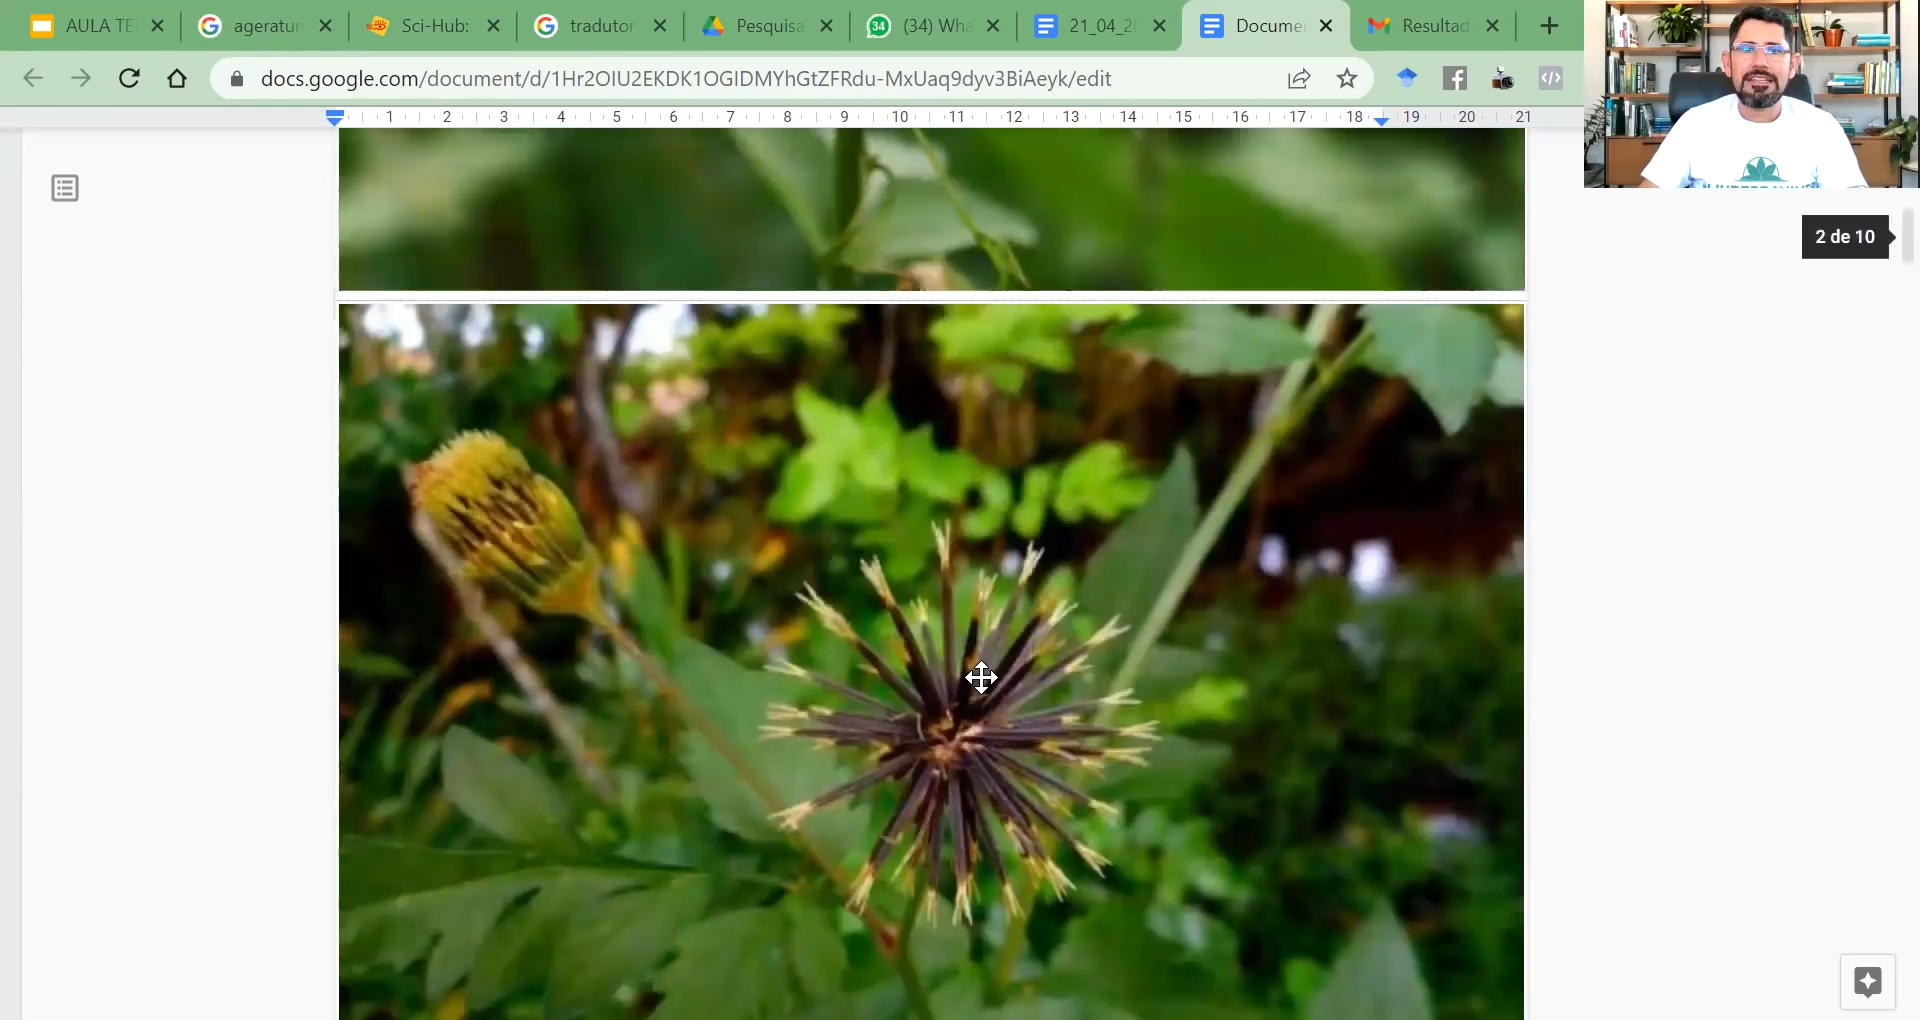 AULA TE
ageratun
Sci-Hub:
tradutor
Pesquisa
(34) Wha
21_04_2
Docume
Resultad
docs.google.com/document/d/1Hr2OIU2EKDK1OGIDMYhGtZFRdu-MxUaq9dyv3BiAeyk/edit
1 2 3 4 5 6 7 8 9 10 11 12 13 14 15 16 17 18 19 20 21
2 de 10